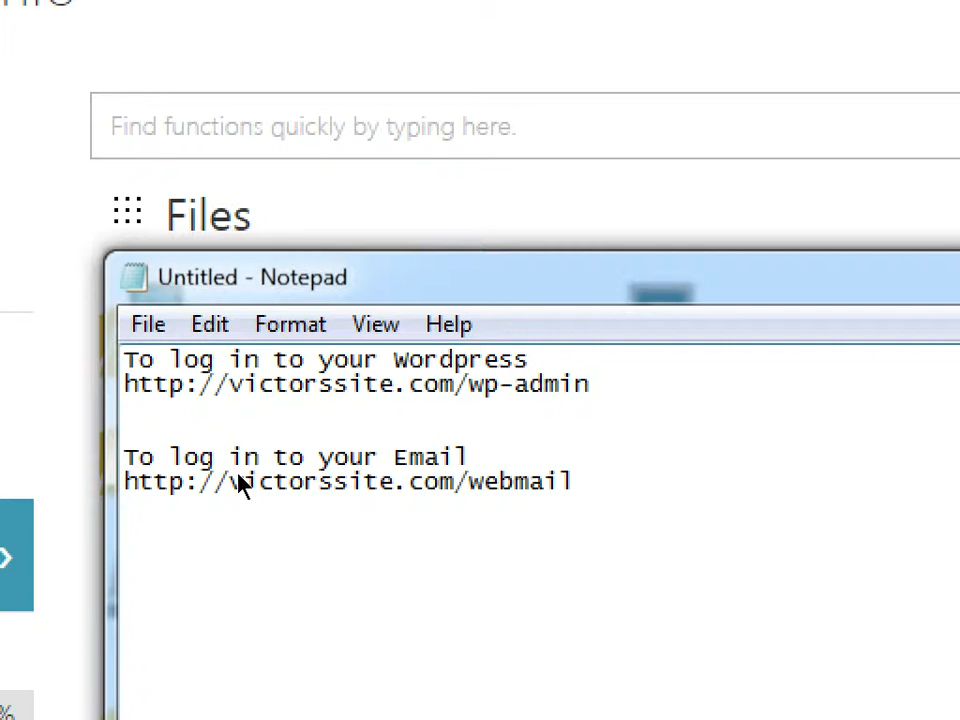 Find functions quickly by typing here.
Files
Untitled - Notepad
File Edit Format View Help
To log in to your Wordpress
http://victorssite.com/wp-admin
To log in to your Email
http://victorssite.com/webmail
%